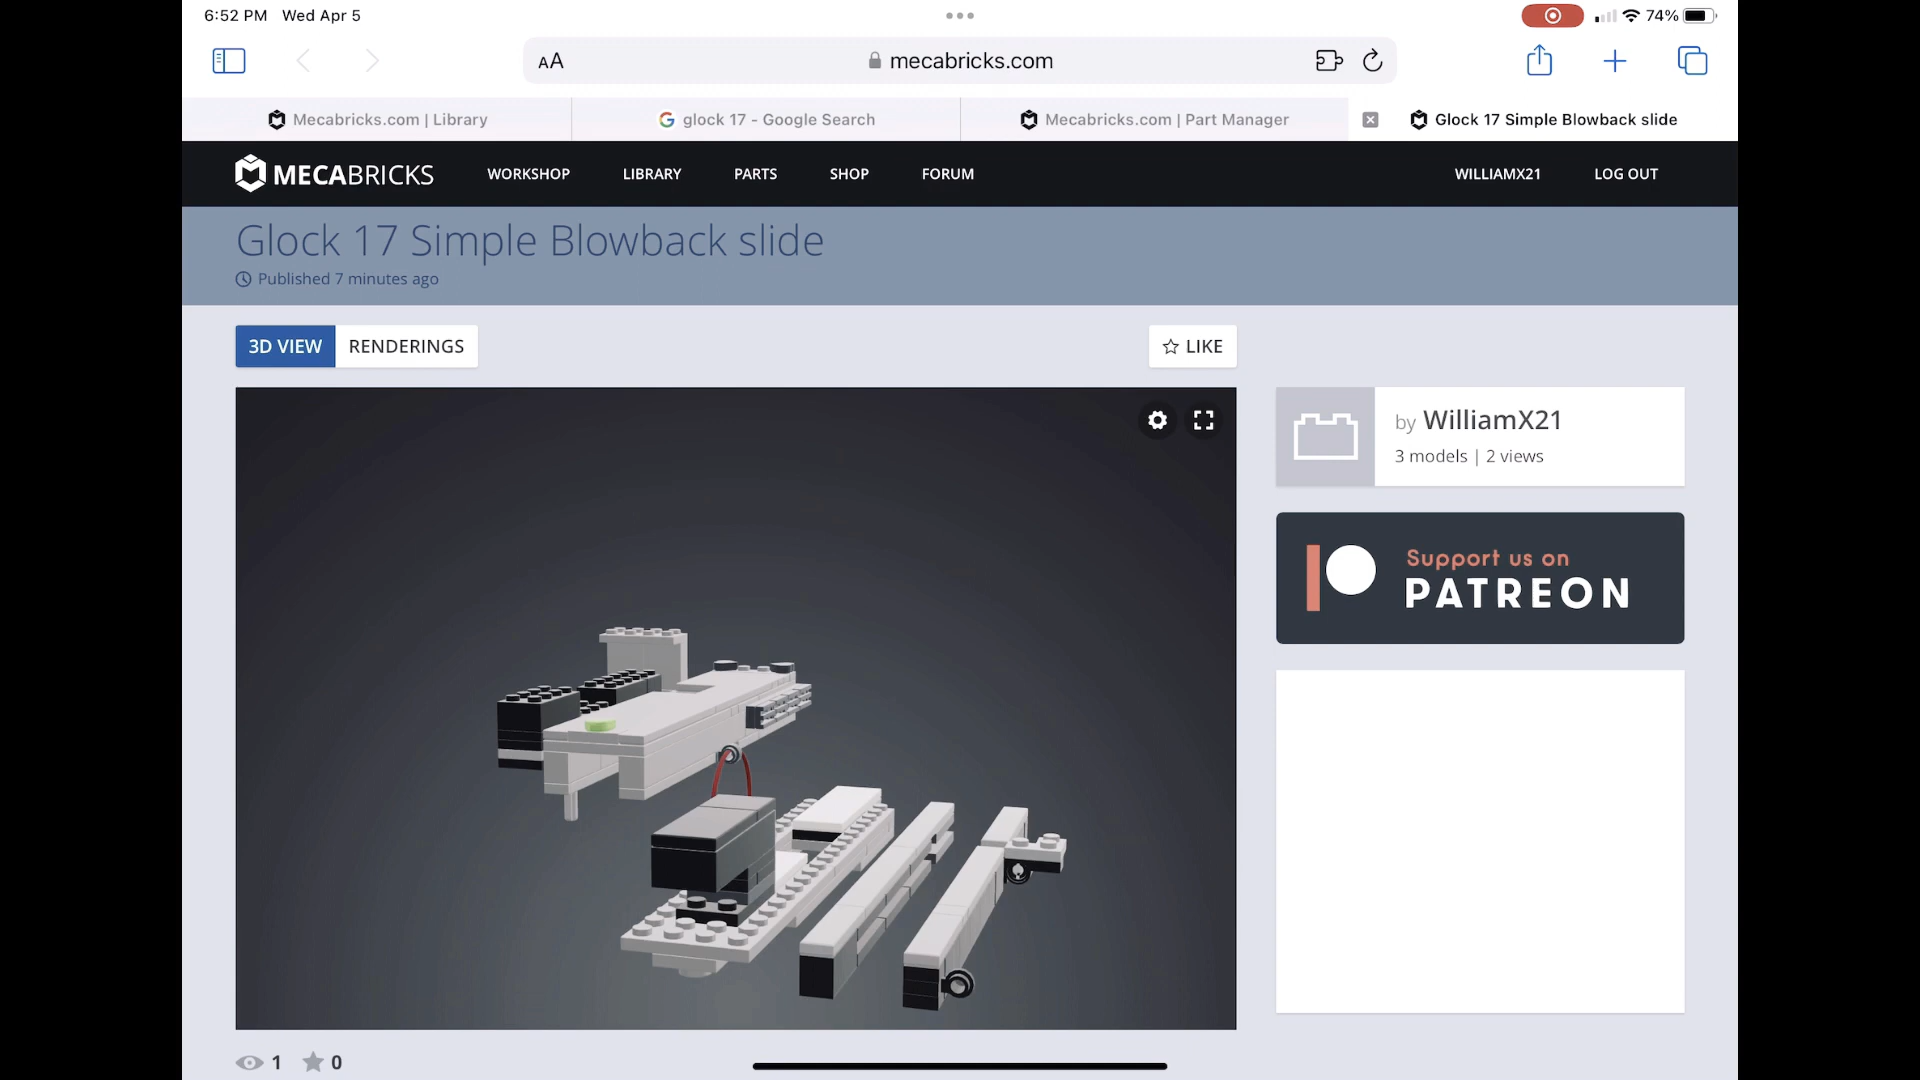 6:52 PM Wed Apr 5
74%
AA
mecabricks.com
Mecabricks.com | Library
glock 17 - Google Search
Mecabricks.com | Part Manager
Glock 17 Simple Blowback slide
MECABRICKS
WORKSHOP
LIBRARY
PARTS
SHOP
FORUM
WILLIAMX21
LOG OUT
Glock 17 Simple Blowback slide
Published 7 minutes ago
3D VIEW
RENDERINGS
LIKE
by WilliamX21
3 models | 2 views
Support us on
PATREON
1
0